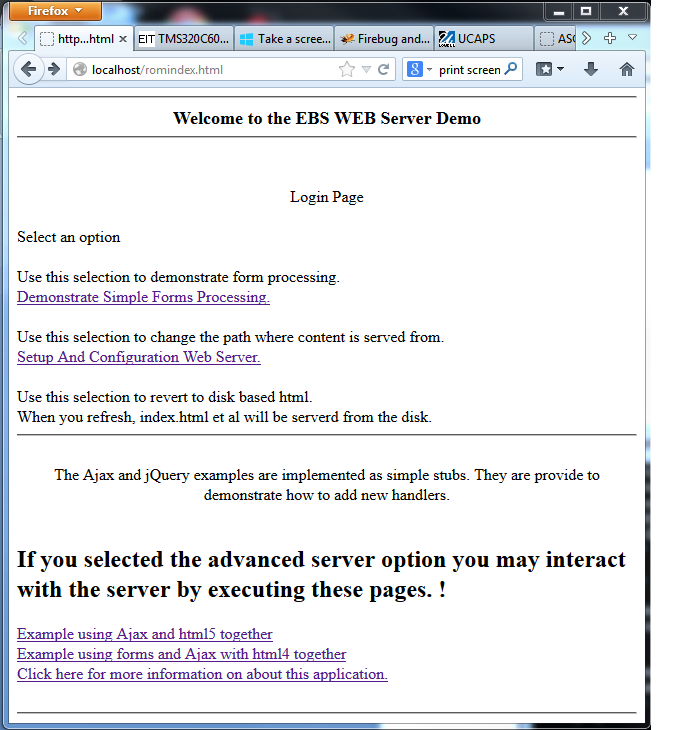 Firefox
http...html
EIT TMS320C60...
Take a scree...
Firebug and...
UCAPS
ASC
localhost/romindex.html
8 print screen
Welcome to the EBS WEB Server Demo
Login Page
Select an option
Use this selection to demonstrate form processing.
Demonstrate Simple Forms Processing.
Use this selection to change the path where content is served from.
Setup And Configuration Web Server.
Use this selection to revert to disk based html.
When you refresh, index.html et al will be serverd from the disk.
The Ajax and jQuery examples are implemented as simple stubs. They are provide to
demonstrate how to add new handlers.
If you selected the advanced server option you may interact
with the server by executing these pages. !
Example using Ajax and html5 together
Example using forms and Ajax with html4 together
Click here for more information on about this application.